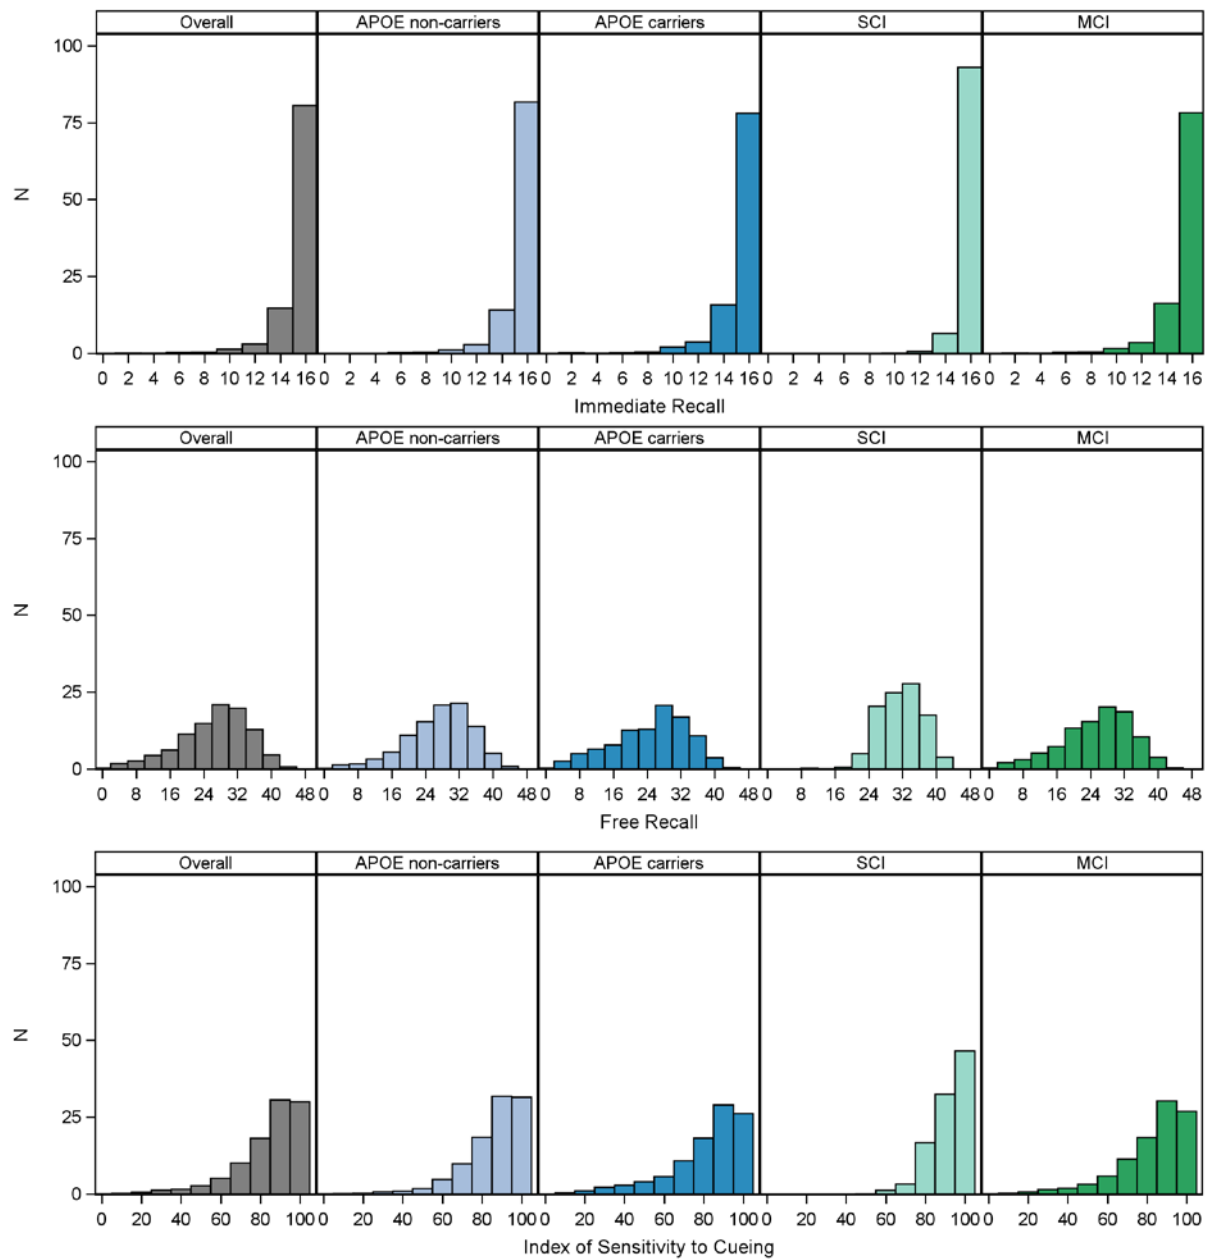 Overall APOE non-carriers APOE carriers SCI MCI
100
75
N
50
25
0
0 2 4 6 8 10 12 14 16 0 2 4 6 8 10 12 14 16 0 2 4 6 8 10 12 14 16 0 2 4 6 8 10 12 14 16 0 2 4 6 8 10 12 14 16
Immediate Recall
Overall APOE non-carriers APOE carriers SCI MCI
100
75
N
50
25
0
0 8 16 24 32 40 48 0 8 16 24 32 40 48 0 8 16 24 32 40 48 0 8 16 24 32 40 48 0 8 16 24 32 40 48
Free Recall
Overall APOE non-carriers APOE carriers SCI MCI
100
75
N
50
25
0
0 20 40 60 80 100 0 20 40 60 80 100 0 20 40 60 80 100 0 20 40 60 80 100 0 20 40 60 80 100
Index of Sensitivity to Cueing